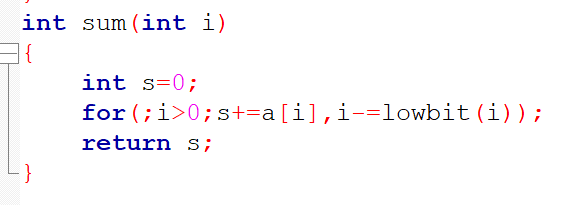 int sum(int i)
{
int s=0;
for(;i>0;s+=a[i],i-=lowbit(i));
return s;
}